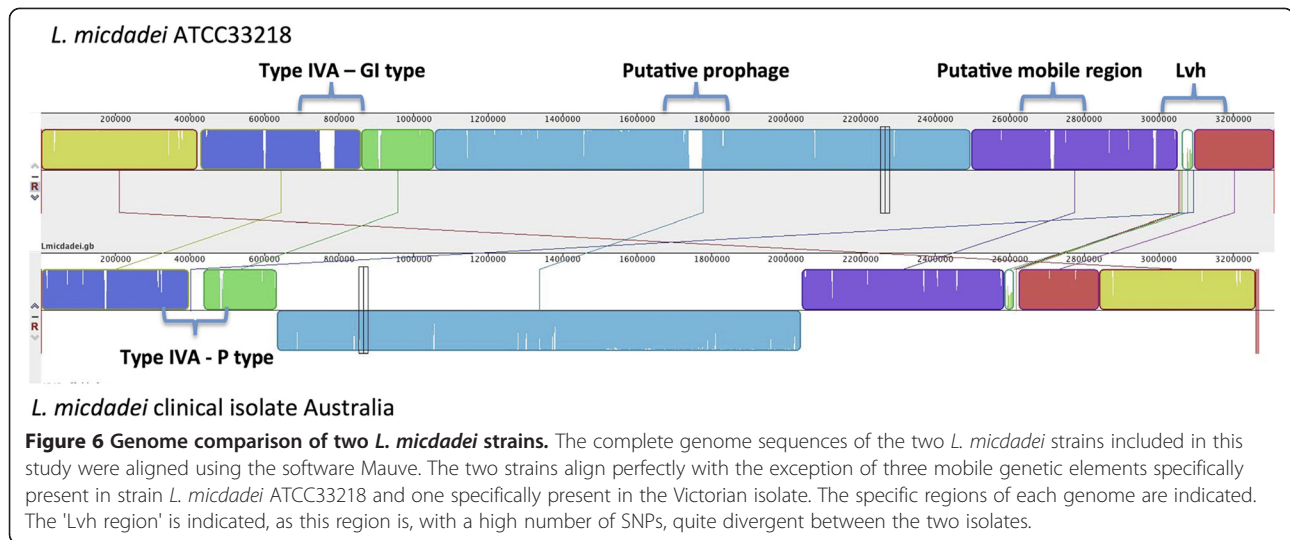 L. micdadei ATCC33218
Type IVA – GI type Putative prophage Putative mobile region Lvh
200000 400000 600000 800000 1000000 1200000 1400000 1600000 1800000 2000000 2200000 2400000 2600000 2800000 3000000 3200000
R
Lmicdadei.gb
200000 400000 600000 800000 1000000 1200000 1400000 1600000 1800000 2000000 2200000 2400000 2600000 2800000 3000000 3200000
R
Type IVA - P type
L. micdadei clinical isolate Australia
Figure 6 Genome comparison of two L. micdadei strains. The complete genome sequences of the two L. micdadei strains included in this
study were aligned using the software Mauve. The two strains align perfectly with the exception of three mobile genetic elements specifically
present in strain L. micdadei ATCC33218 and one specifically present in the Victorian isolate. The specific regions of each genome are indicated.
The 'Lvh region' is indicated, as this region is, with a high number of SNPs, quite divergent between the two isolates.